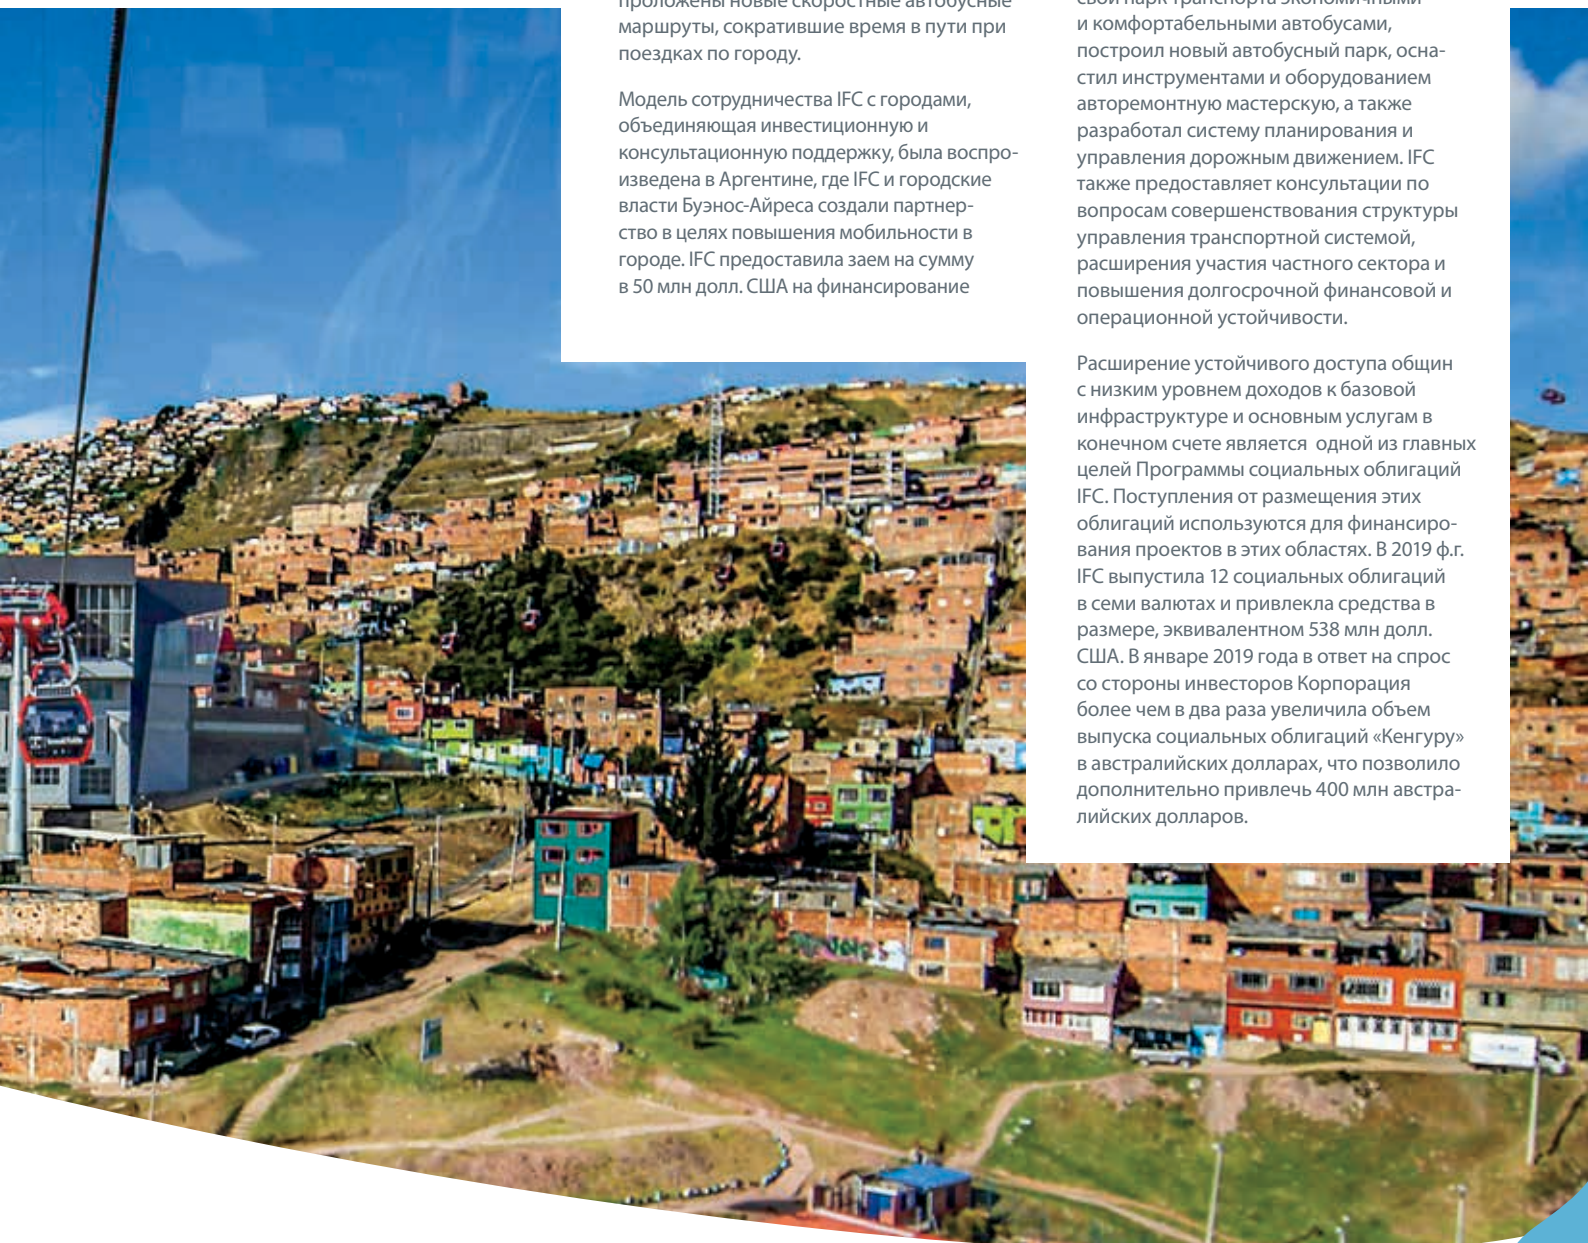 проложены новые скоростные автобусные
маршруты, сократившие время в пути при
поездках по городу.
Модель сотрудничества IFC с городами,
объединяющая инвестиционную и
консультационную поддержку, была воспро-
изведена в Аргентине, где IFC и городские
власти Буэнос-Айреса создали партнер-
ство в целях повышения мобильности в
городе. IFC предоставила заем на сумму
в 50 млн долл. США на финансирование
свой парк транспорта экономичными
и комфортабельными автобусами,
построил новый автобусный парк, осна-
стил инструментами и оборудованием
авторемонтную мастерскую, а также
разработал систему планирования и
управления дорожным движением. IFC
также предоставляет консультации по
вопросам совершенствования структуры
управления транспортной системой,
расширения участия частного сектора и
повышения долгосрочной финансовой и
операционной устойчивости.
Расширение устойчивого доступа общин
с низким уровнем доходов к базовой
инфраструктуре и основным услугам в
конечном счете является одной из главных
целей Программы социальных облигаций
IFC. Поступления от размещения этих
облигаций используются для финансиро-
вания проектов в этих областях. В 2019 ф.г.
IFC выпустила 12 социальных облигаций
в семи валютах и привлекла средства в
размере, эквивалентном 538 млн долл.
США. В январе 2019 года в ответ на спрос
со стороны инвесторов Корпорация
более чем в два раза увеличила объем
выпуска социальных облигаций «Кенгуру»
в австралийских долларах, что позволило
дополнительно привлечь 400 млн австра-
лийских долларов.